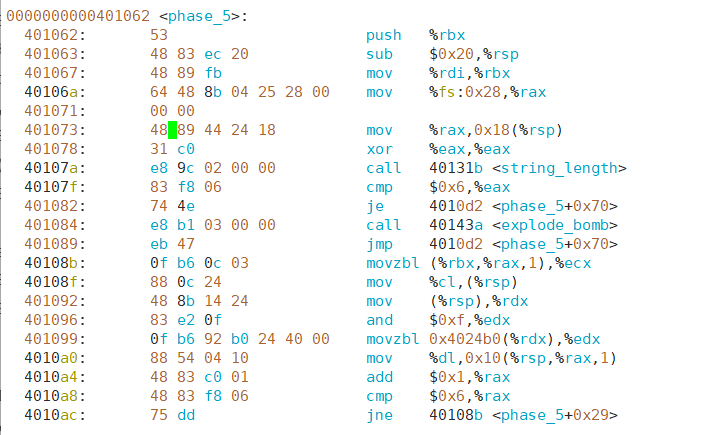 0000000000401062 <phase_5>:
401062: 53 push %rbx
401063: 48 83 ec 20 sub $0x20,%rsp
401067: 48 89 fb mov %rdi,%rbx
40106a: 64 48 8b 04 25 28 00 mov %fs:0x28,%rax
401071: 00 00
401073: 48 89 44 24 18 mov %rax,0x18(%rsp)
401078: 31 c0 xor %eax,%eax
40107a: e8 9c 02 00 00 call 40131b <string_length>
40107f: 83 f8 06 cmp $0x6,%eax
401082: 74 4e je 4010d2 <phase_5+0x70>
401084: e8 b1 03 00 00 call 40143a <explode_bomb>
401089: eb 47 jmp 4010d2 <phase_5+0x70>
40108b: 0f b6 0c 03 movzbl (%rbx,%rax,1),%ecx
40108f: 88 0c 24 mov %cl,(%rsp)
401092: 48 8b 14 24 mov (%rsp),%rdx
401096: 83 e2 0f and $0xf,%edx
401099: 0f b6 92 b0 24 40 00 movzbl 0x4024b0(%rdx),%edx
4010a0: 88 54 04 10 mov %dl,0x10(%rsp,%rax,1)
4010a4: 48 83 c0 01 add $0x1,%rax
4010a8: 48 83 f8 06 cmp $0x6,%rax
4010ac: 75 dd jne 40108b <phase_5+0x29>